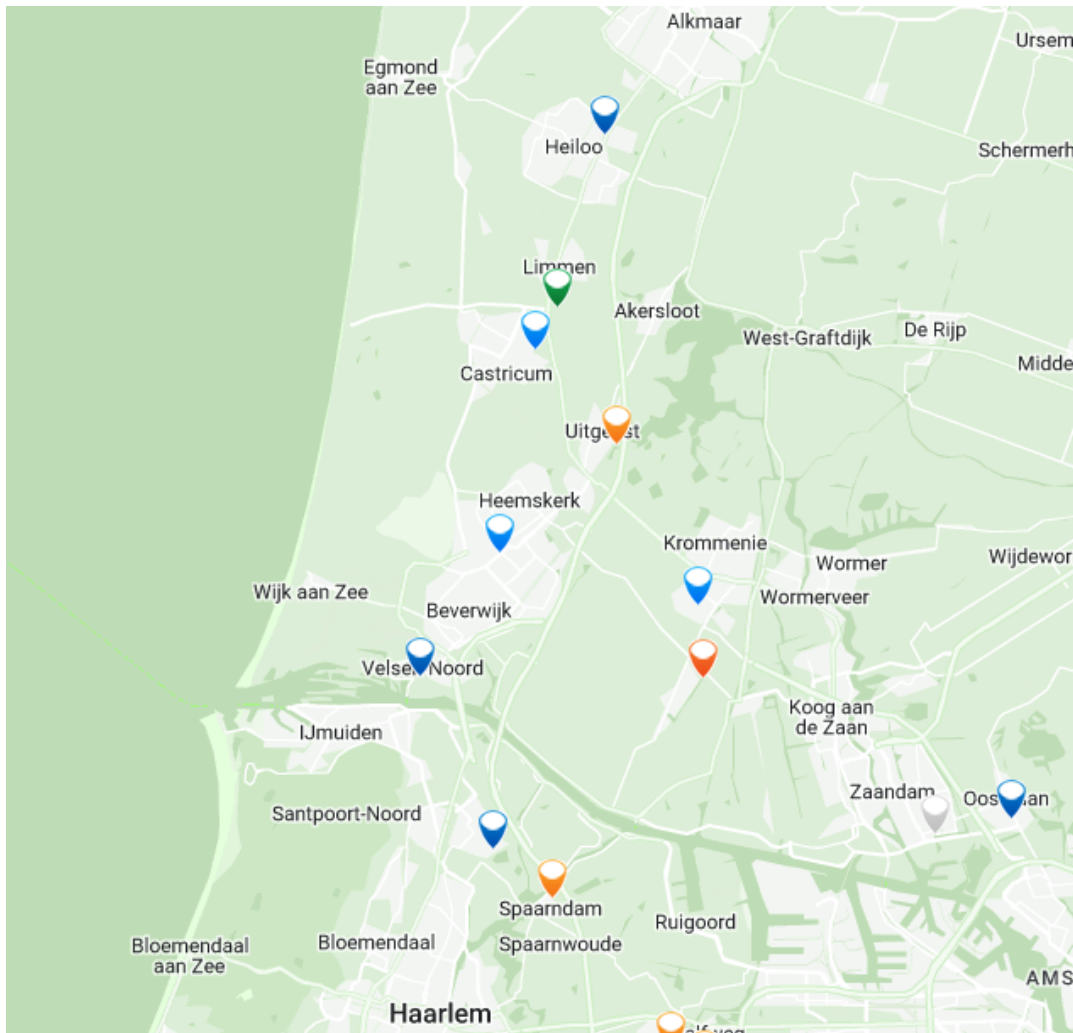 Alkmaar
Ursem
Egmond
aan Zee
Heiloo
Schermerh
Limmen
Akersloot
De Rijp
West-Graftdijk
Midde
Castricum
Uitgeest
Heemskerk
Krommenie
Wormer
Wijdewor
Wijk aan Zee
Wormerveer
Beverwijk
Velsen-Noord
Koog aan
de Zaan
IJmuiden
Zaandam
Oostzaan
Santpoort-Noord
Spaarndam
Ruigoord
Bloemendaal
Spaarnwoude
Bloemendaal
aan Zee
AMS
Haarlem